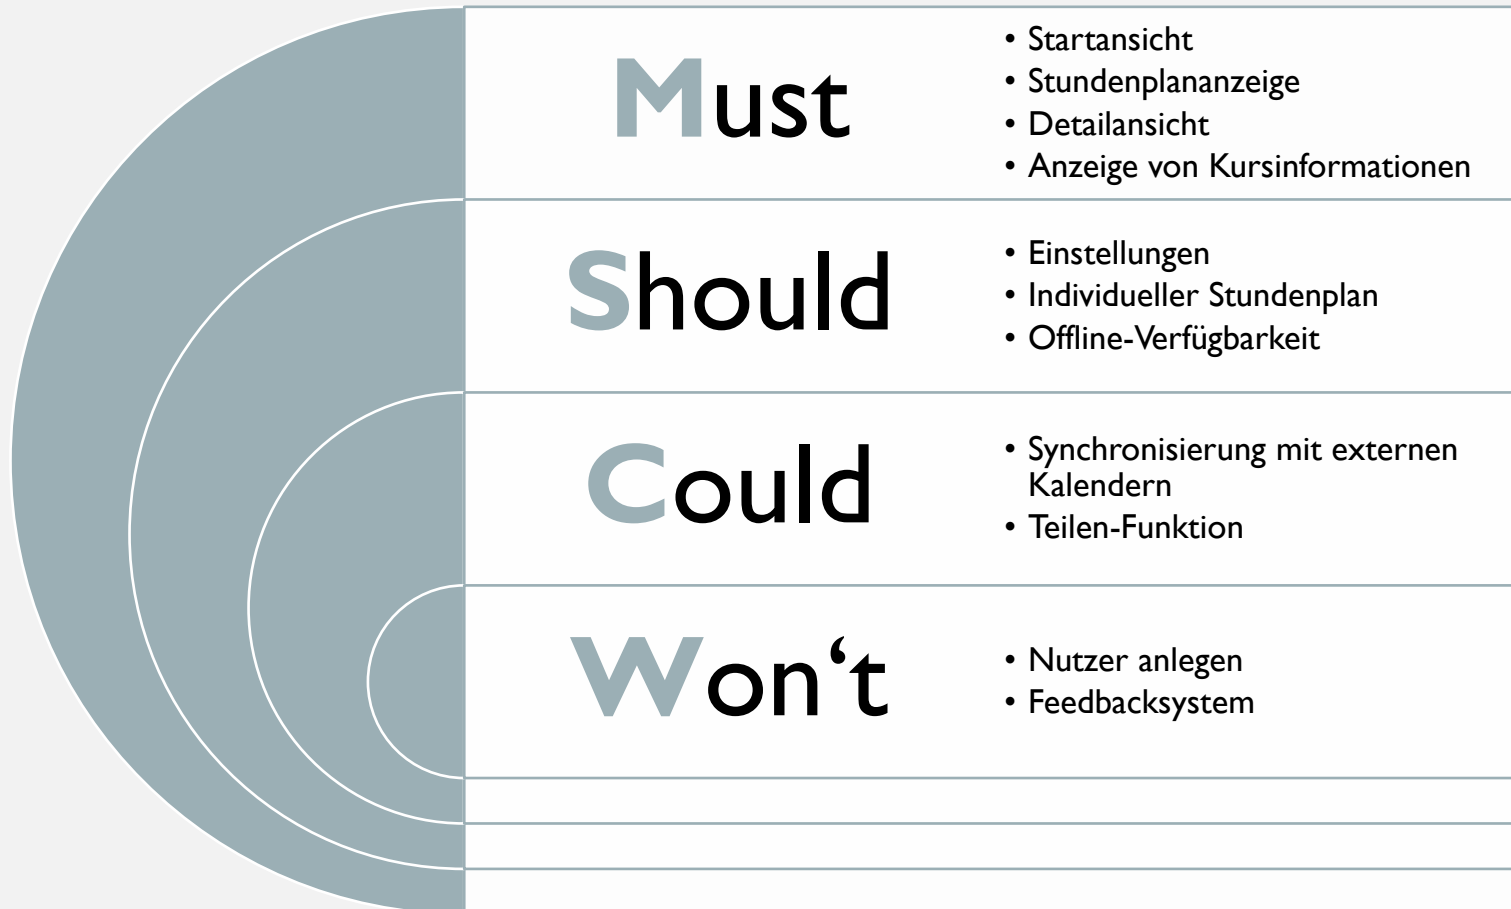 Must
• Startansicht
• Stundenplananzeige
• Detailansicht
• Anzeige von Kursinformationen
Should
• Einstellungen
• Individueller Stundenplan
• Offline-Verfügbarkeit
Could
• Synchronisierung mit externen
Kalendern
• Teilen-Funktion
Won‘t
• Nutzer anlegen
• Feedbacksystem